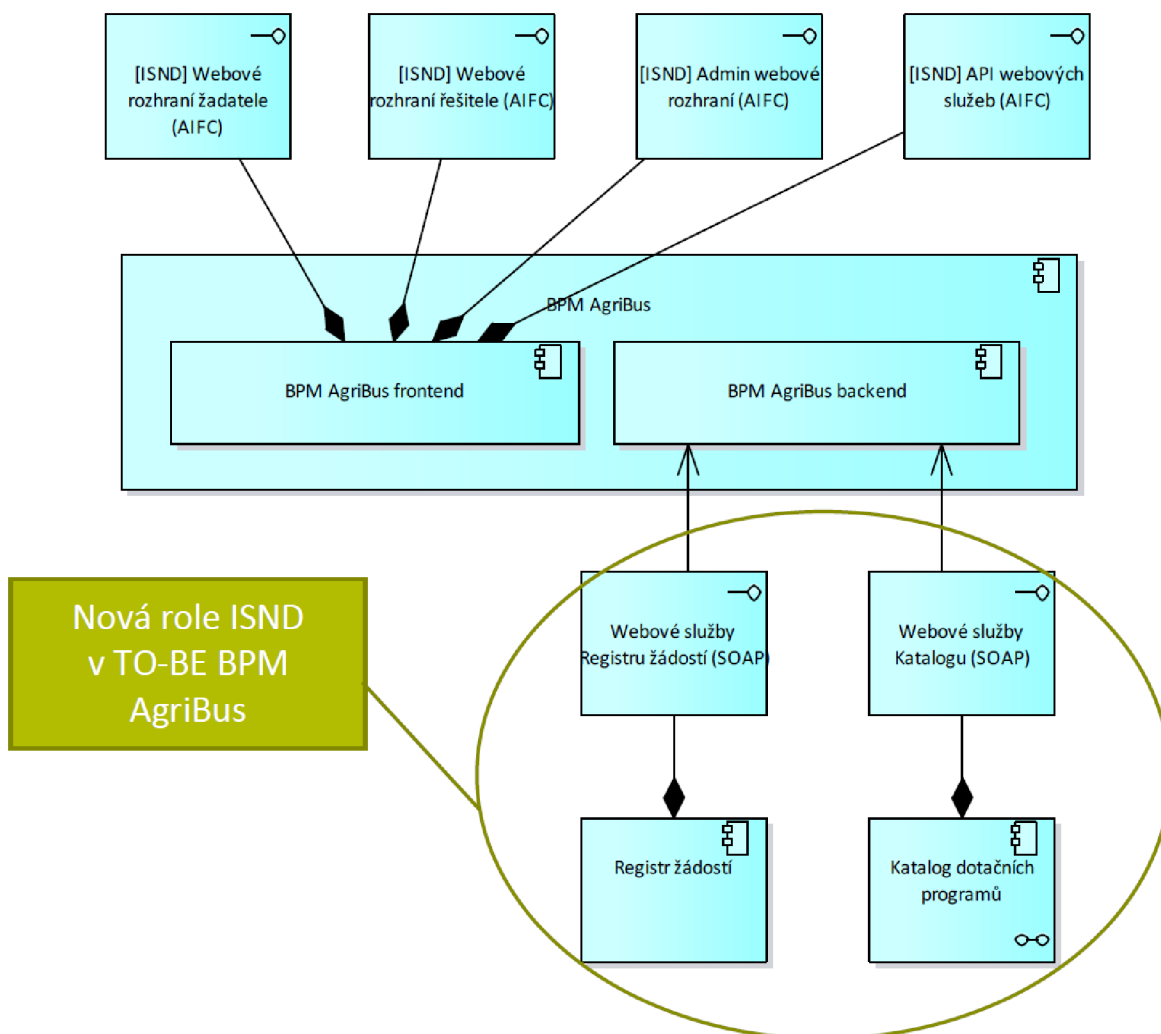 [ISND] Webové
rozhraní žadatele
(AIFC)
[ISND] Webové
rozhraní řešitele (AIFC)
[ISND] Admin webové
rozhraní (AIFC)
[ISND] API webových
služeb (AIFC)
BPM AgriBus
BPM AgriBus frontend
BPM AgriBus backend
Nová role ISND
v TO-BE BPM
AgriBus
Webové služby
Registru žádostí (SOAP)
Webové služby
Katalogu (SOAP)
Registr žádostí
Katalog dotačních
programů